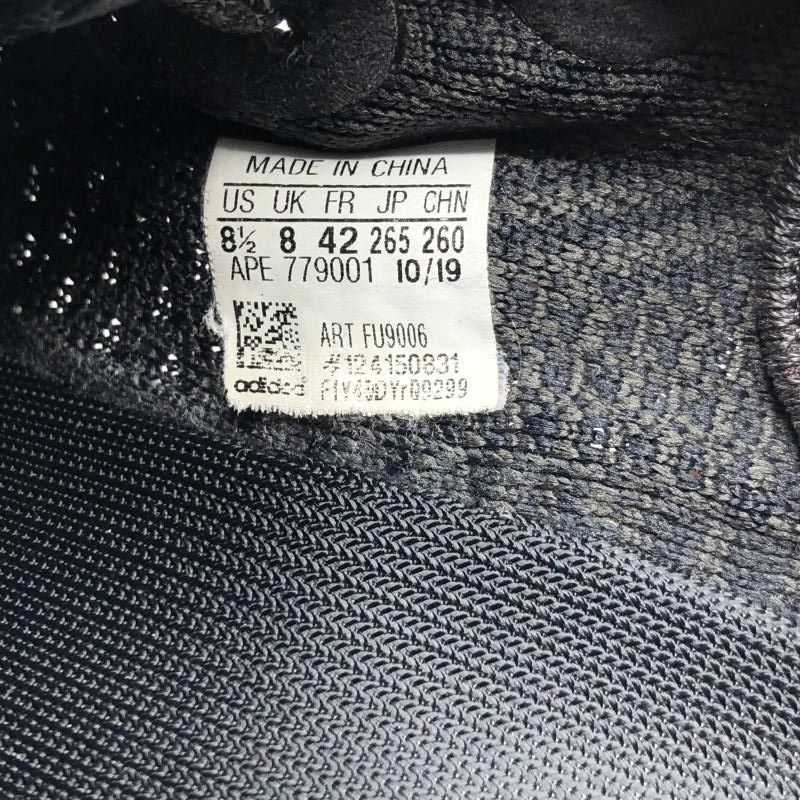 MADE IN CHINA
US UK FR JP CHN
8½ 8 42 265 260
APE 779001 10/19
ART FU9006
#124150831
adidas